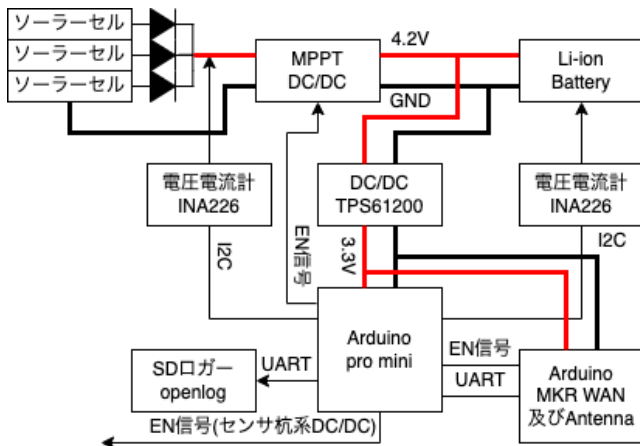 ソーラーセル
ソーラーセル
ソーラーセル
MPPT
DC/DC
4.2V
GND
Li-ion
Battery
電圧電流計
INA226
I2C
EN信号
DC/DC
TPS61200
3.3V
電圧電流計
INA226
I2C
Arduino
pro mini
SDロガー
openlog
UART
EN信号
UART
Arduino
MKR WAN
及びAntenna
EN信号(センサ杭系DC/DC)